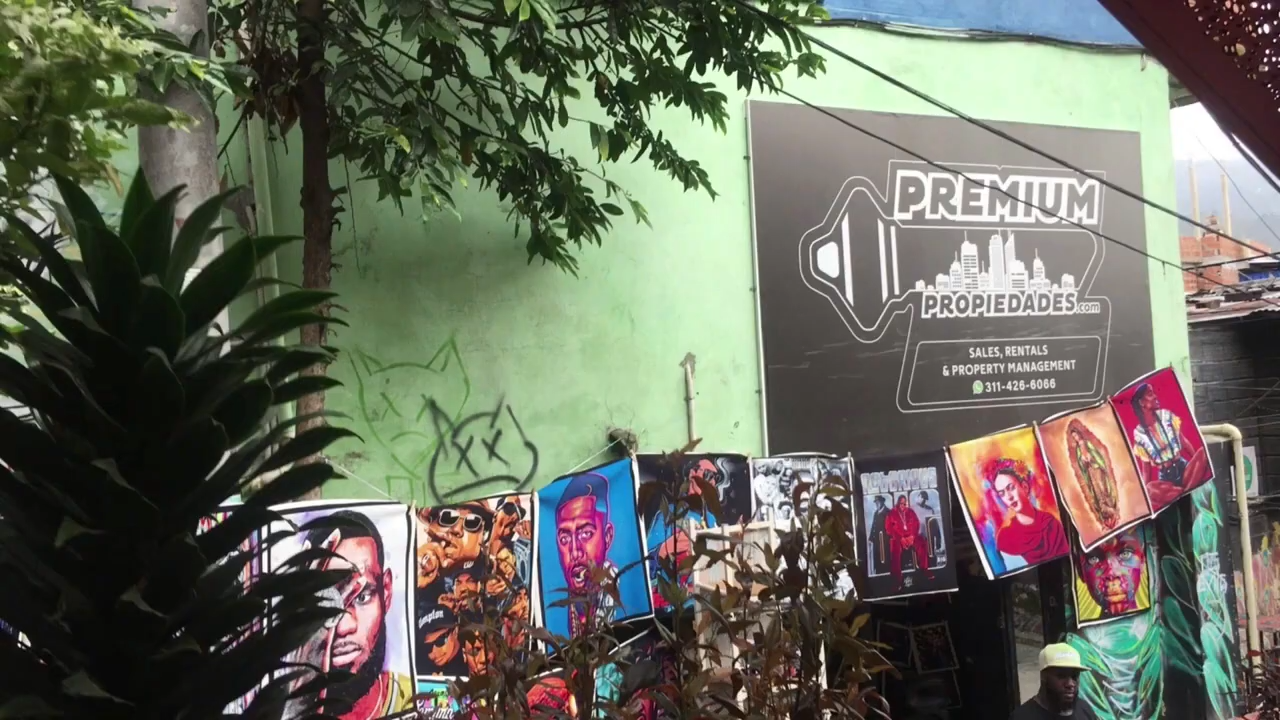 PREMIUM
PROPIEDADES.com
SALES, RENTALS
& PROPERTY MANAGEMENT
311-426-6066